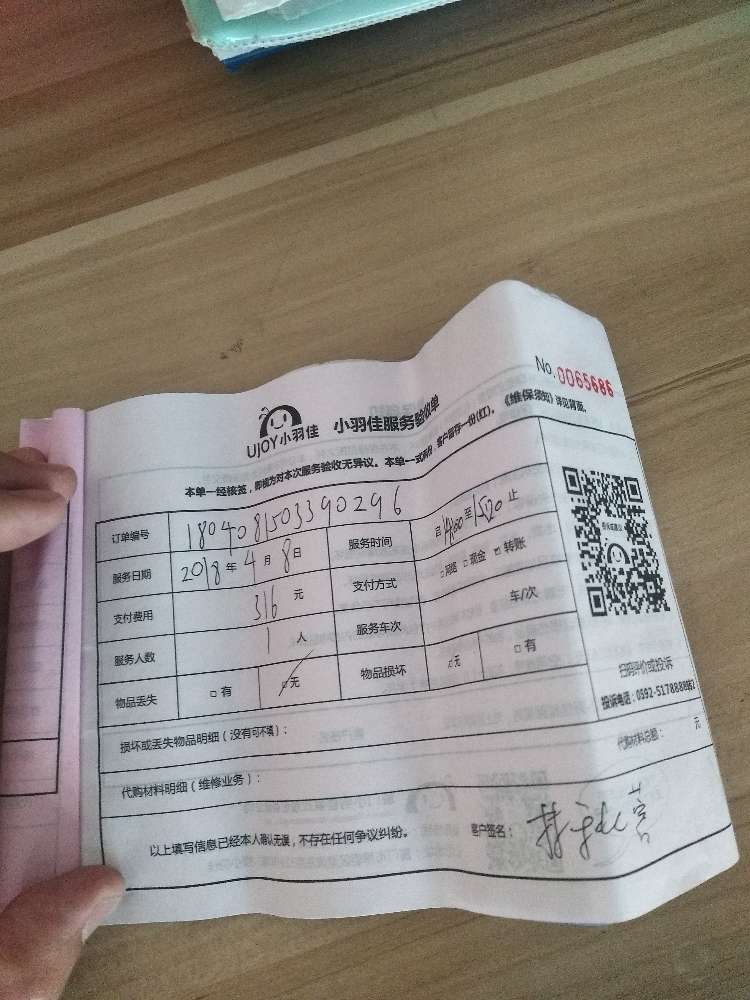 No. 0065686
UJOY小羽佳 小羽佳服务验收单
本单一经核签，即视为对本次服务验收无异议。本单一式两份，客户留存一份(红)。《维保须知》详见背面。
订单编号 1804081503390296
服务日期 2018年4月8日 服务时间 自14:00至1520止
支付费用 316元 支付方式 □网络 □现金 ☑转账
服务人数 1人 服务车次 车/次
物品丢失 □有 ☑无 物品损坏 □无 □有
扫码评价或投诉
投诉电话：0592-5178888转2
损坏或丢失物品明细（没有可不填）：
代购材料明细（维修业务）： 代购材料总额： 元
以上填写信息已经本人确认无误，不存在任何争议纠纷。 客户签名：